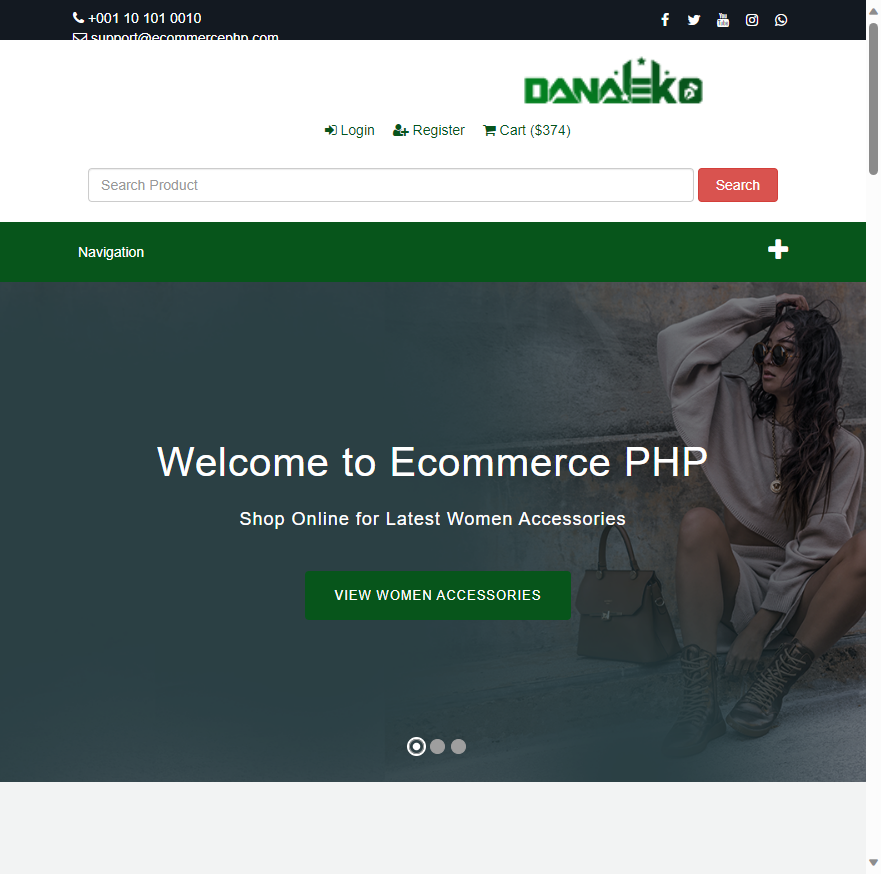 +001 10 101 0010
support@ecommercephp.com
DANALEKO
Login Register Cart ($374)
Search Product Search
Navigation
Welcome to Ecommerce PHP
Shop Online for Latest Women Accessories
VIEW WOMEN ACCESSORIES